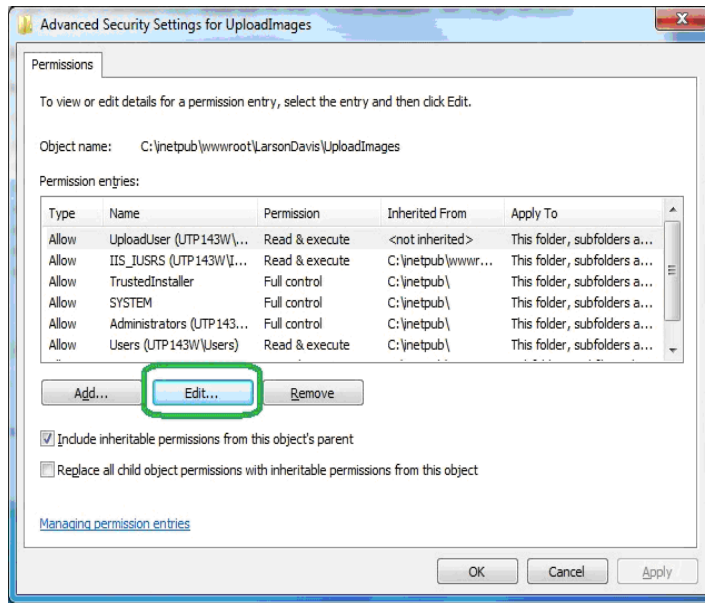 Advanced Security Settings for UploadImages
Permissions
To view or edit details for a permission entry, select the entry and then click Edit.
Object name: C:\inetpub\wwwroot\LarsonDavis\UploadImages
Permission entries:
Type Name Permission Inherited From Apply To
Allow UploadUser (UTP143W\... Read & execute <not inherited> This folder, subfolders a...
Allow IIS_IUSRS (UTP143W\I... Read & execute C:\inetpub\wwwr... This folder, subfolders a...
Allow TrustedInstaller Full control C:\inetpub\ This folder, subfolders a...
Allow SYSTEM Full control C:\inetpub\ This folder, subfolders a...
Allow Administrators (UTP143... Full control C:\inetpub\ This folder, subfolders a...
Allow Users (UTP143W\Users) Read & execute C:\inetpub\ This folder, subfolders a...
Add... Edit... Remove
Include inheritable permissions from this object's parent
Replace all child object permissions with inheritable permissions from this object
Managing permission entries
OK Cancel Apply